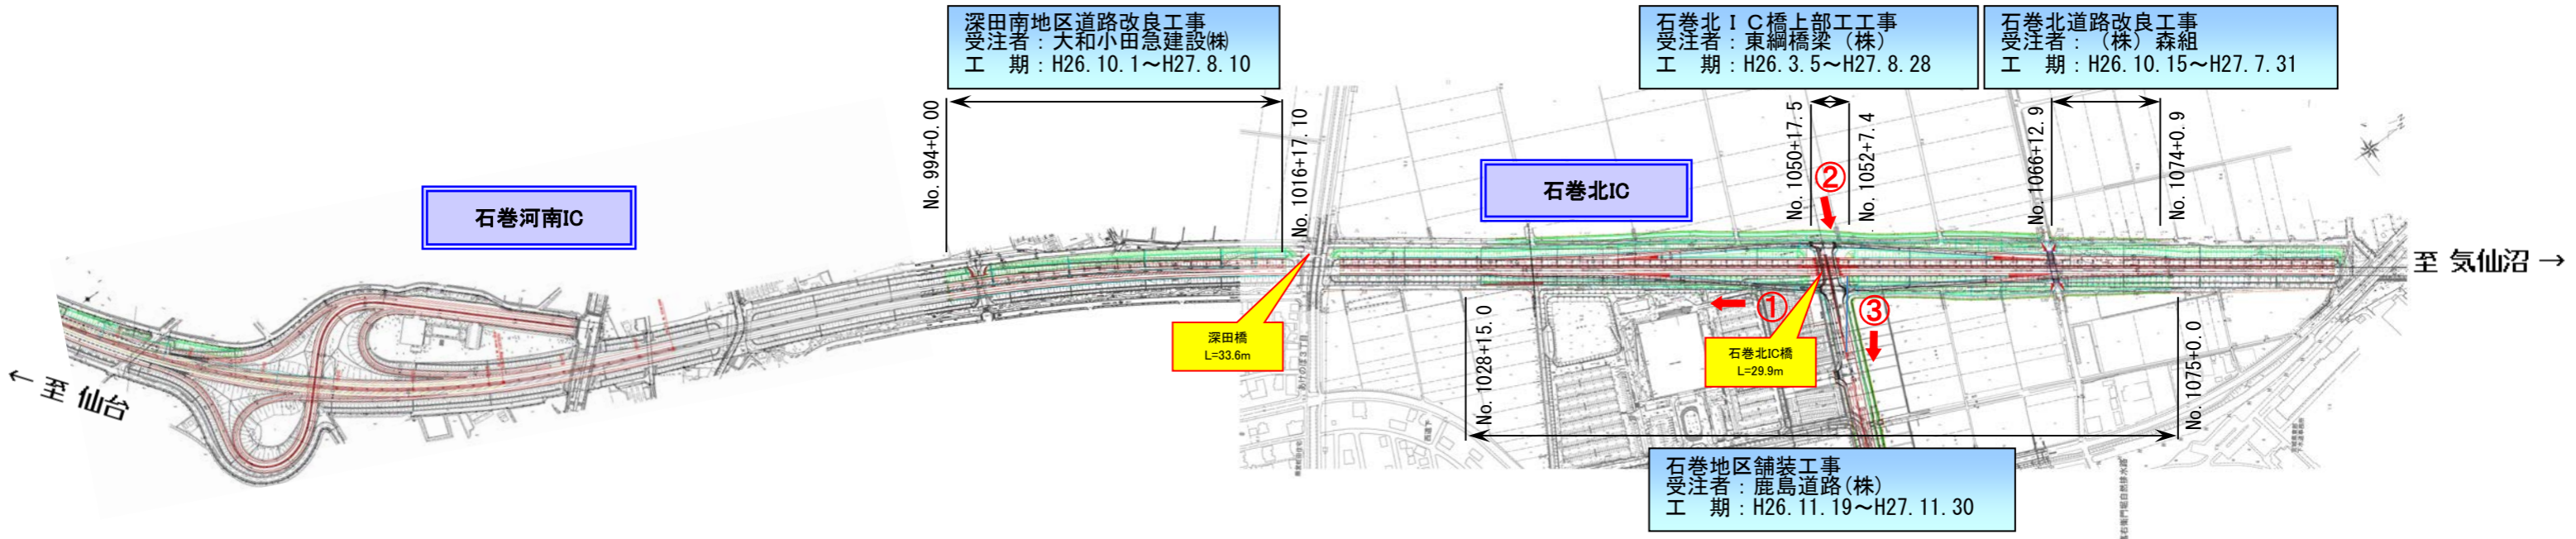 深田南地区道路改良工事
受注者：大和小田急建設㈱
工　期：H26.10.1～H27.8.10
石巻北ＩＣ橋上部工工事
受注者：東綱橋梁（株）
工　期：H26.3.5～H27.8.28
石巻北道路改良工事
受注者：（株）森組
工　期：H26.10.15～H27.7.31
No.994+0.00
No.1016+17.10
No.1050+17.5
No.1052+7.4
No.1066+12.9
No.1074+0.9
石巻河南IC
石巻北IC
②
至 気仙沼 →
①
③
深田橋
L=33.6m
石巻北IC橋
L=29.9m
No.1028+15.0
No.1075+0.0
← 至 仙台
石巻地区舗装工事
受注者：鹿島道路(株)
工　期：H26.11.19～H27.11.30